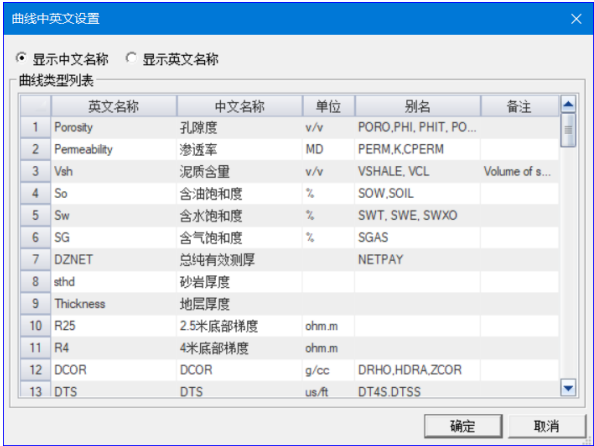 曲线中英文设置
显示中文名称 显示英文名称
曲线类型列表
英文名称 中文名称 单位 别名 备注
1 Porosity 孔隙度 v/v PORO,PHI, PHIT, PO...
2 Permeability 渗透率 MD PERM,K,CPERM
3 Vsh 泥质含量 v/v VSHALE, VCL Volume of s...
4 So 含油饱和度 % SOW,SOIL
5 Sw 含水饱和度 % SWT, SWE, SWXO
6 SG 含气饱和度 % SGAS
7 DZNET 总纯有效测厚 NETPAY
8 sthd 砂岩厚度
9 Thickness 地层厚度
10 R25 2.5米底部梯度 ohm.m
11 R4 4米底部梯度 ohm.m
12 DCOR DCOR g/cc DRHO,HDRA,ZCOR
13 DTS DTS us/ft DT4S.DTSS
确定 取消